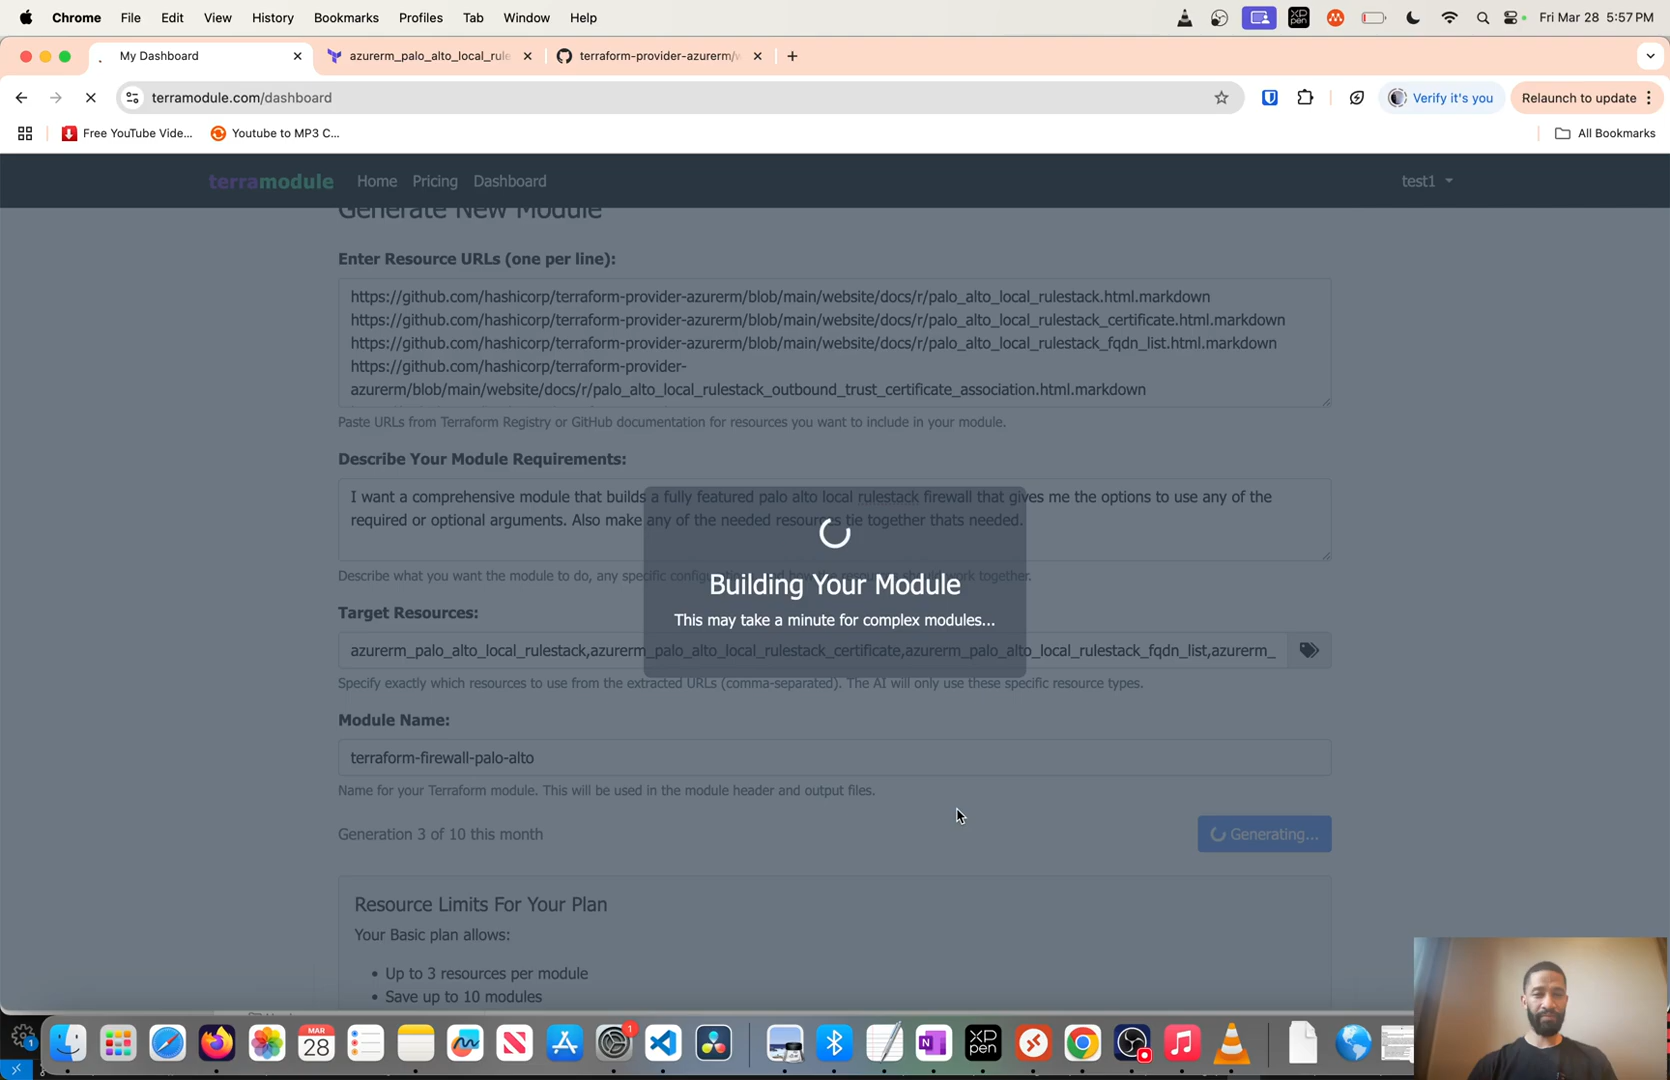 Chrome File Edit View History Bookmarks Profiles Tab Window Help Fri Mar 28 5:57 PM
My Dashboard azurerm_palo_alto_local_rule terraform-provider-azurerm/
terramodule.com/dashboard Verify it's you Relaunch to update
Free YouTube Vide... Youtube to MP3 C... All Bookmarks
terramodule Home Pricing Dashboard test1
Generate New Module
Enter Resource URLs (one per line):
https://github.com/hashicorp/terraform-provider-azurerm/blob/main/website/docs/r/palo_alto_local_rulestack.html.markdown
https://github.com/hashicorp/terraform-provider-azurerm/blob/main/website/docs/r/palo_alto_local_rulestack_certificate.html.markdown
https://github.com/hashicorp/terraform-provider-azurerm/blob/main/website/docs/r/palo_alto_local_rulestack_fqdn_list.html.markdown
https://github.com/hashicorp/terraform-provider-
azurerm/blob/main/website/docs/r/palo_alto_local_rulestack_outbound_trust_certificate_association.html.markdown
Paste URLs from Terraform Registry or GitHub documentation for resources you want to include in your module.
Describe Your Module Requirements:
I want a comprehensive module that builds a fully featured palo alto local rulestack firewall that gives me the options to use any of the
required or optional arguments. Also make any of the needed resources tie together thats needed.
Building Your Module
This may take a minute for complex modules...
Describe what you want the module to do, any specific work together.
Target Resources:
azurerm_palo_alto_local_rulestack,azurerm_palo_alto_local_rulestack_certificate,azurerm_palo_alto_local_rulestack_fqdn_list,azurerm_
Specify exactly which resources to use from the extracted URLs (comma-separated). The AI will only use these specific resource types.
Module Name:
terraform-firewall-palo-alto
Name for your Terraform module. This will be used in the module header and output files.
Generation 3 of 10 this month Generating...
Resource Limits For Your Plan
Your Basic plan allows:
• Up to 3 resources per module
• Save up to 10 modules
MAR
28
1
XP
pen
1